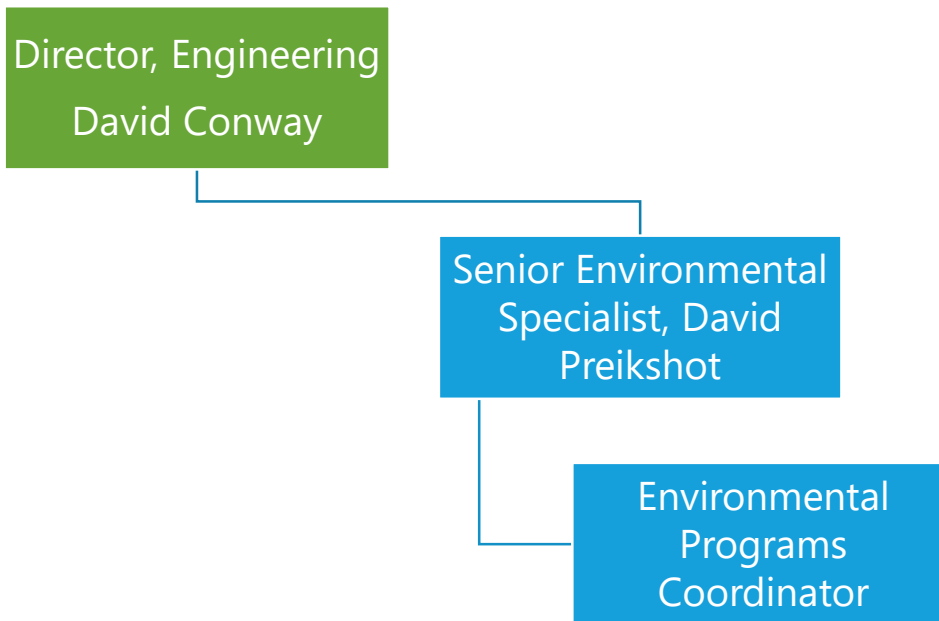 Director, Engineering
David Conway
Senior Environmental
Specialist, David
Preikshot
Environmental
Programs
Coordinator